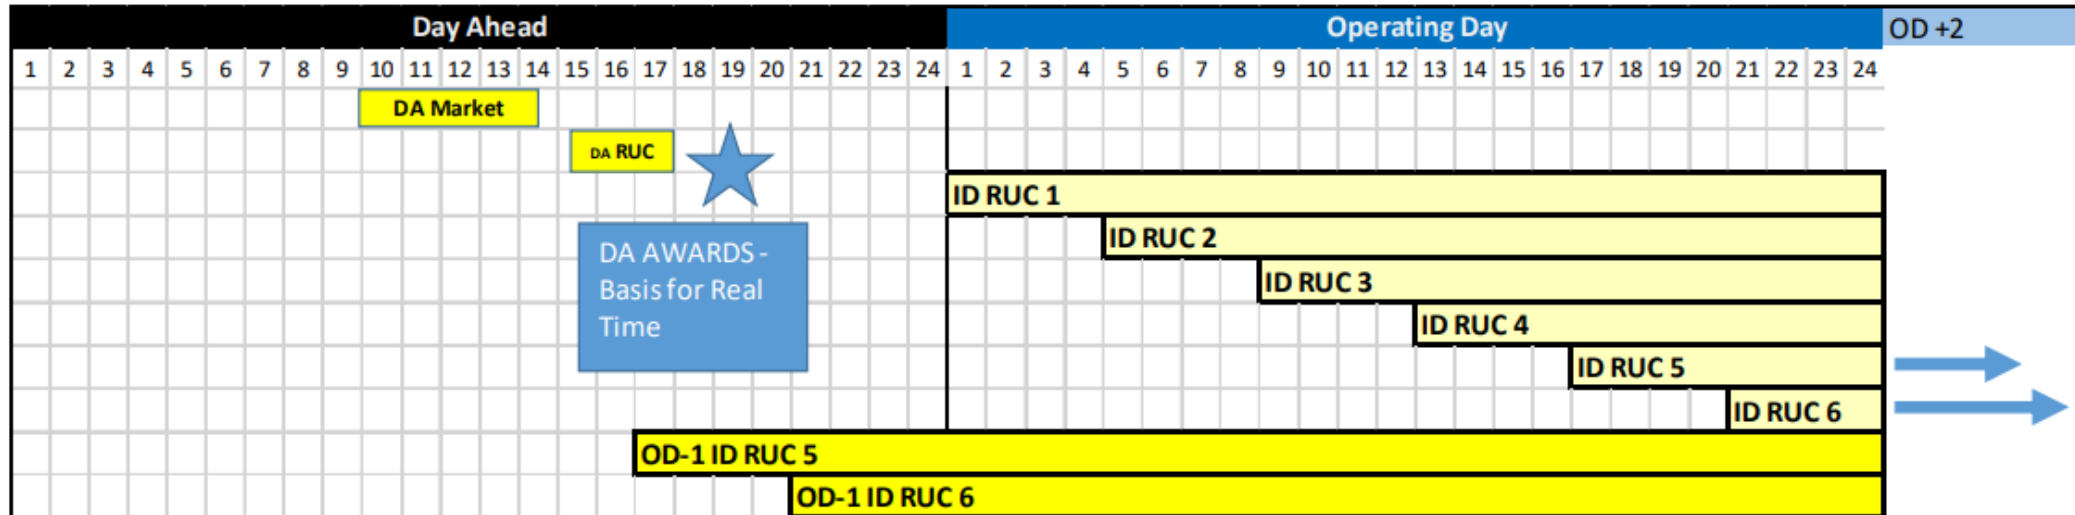 Day Ahead Operating Day OD +2
1 2 3 4 5 6 7 8 9 10 11 12 13 14 15 16 17 18 19 20 21 22 23 24 1 2 3 4 5 6 7 8 9 10 11 12 13 14 15 16 17 18 19 20 21 22 23 24
DA Market
DA RUC
ID RUC 1
ID RUC 2
DA AWARDS -
Basis for Real
Time
ID RUC 3
ID RUC 4
ID RUC 5
ID RUC 6
OD-1 ID RUC 5
OD-1 ID RUC 6